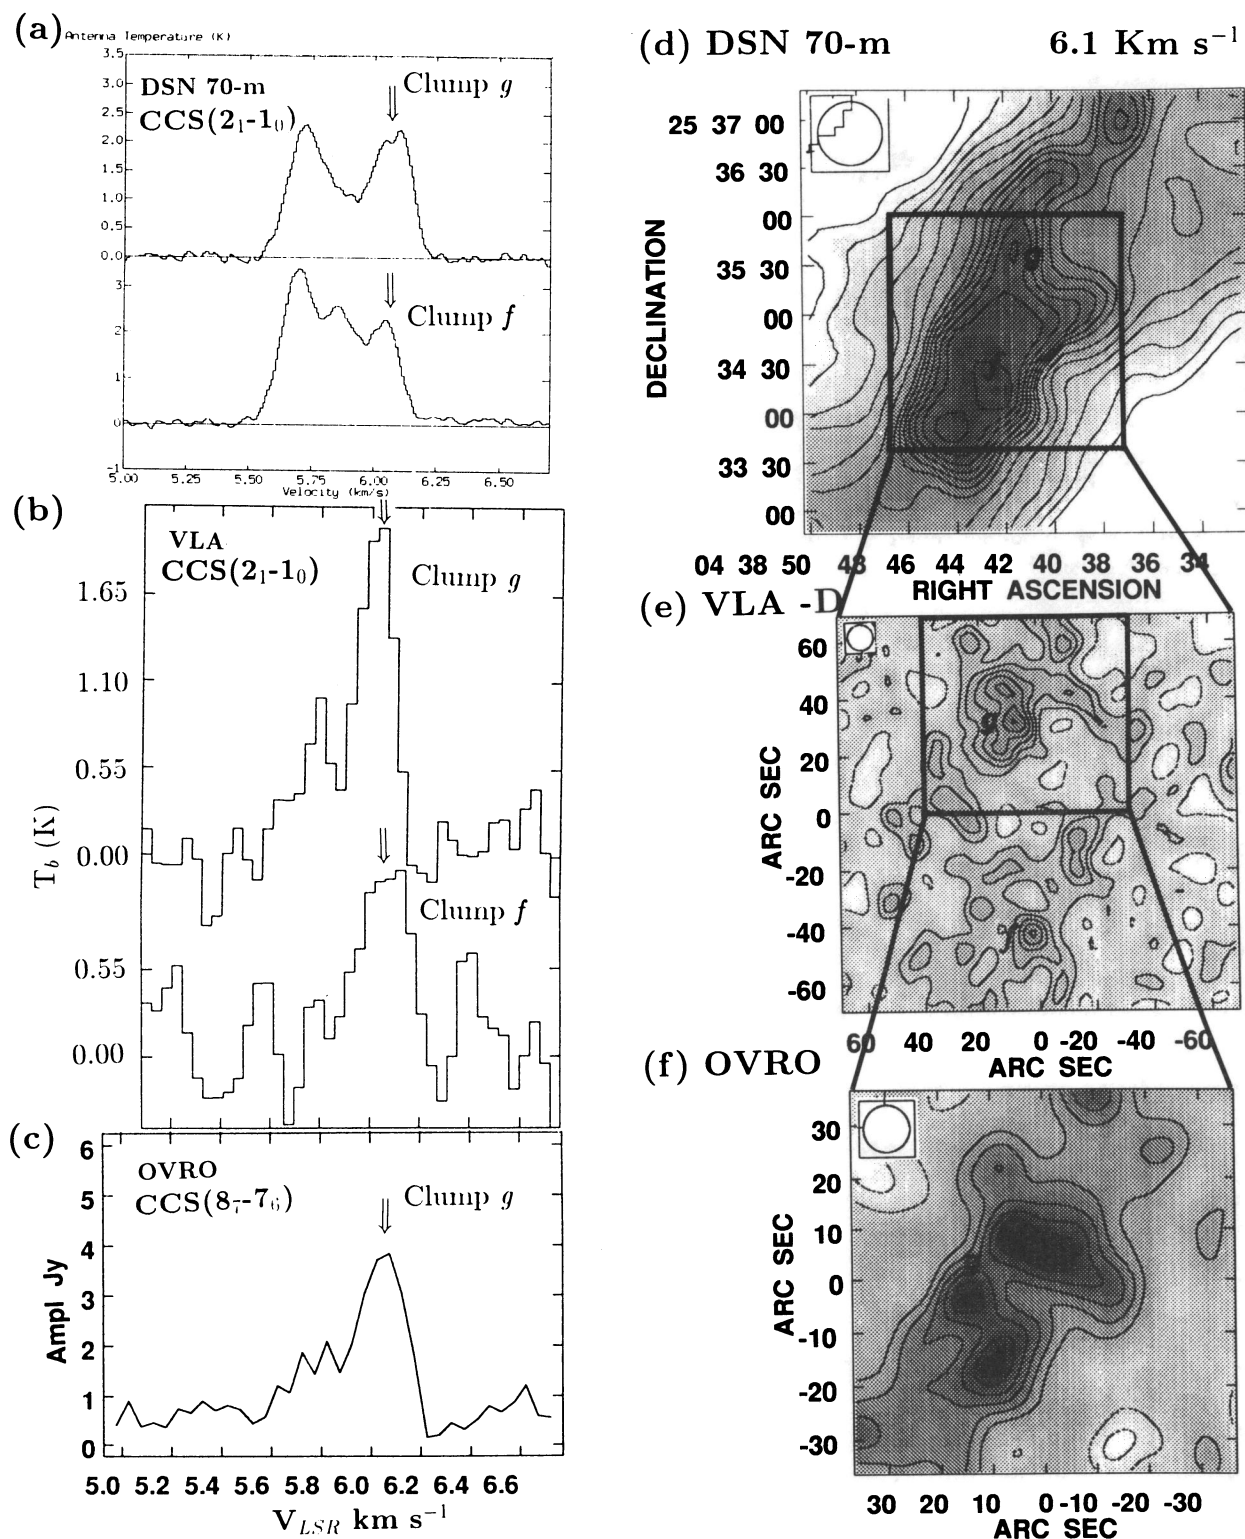 (a)
Antenna Temperature (K)
3.5
3.0
2.5
2.0
1.5
1.0
0.5
0.0
DSN 70-m
CCS(2₁-1₀)
Clump g
3
2
1
0
-1
Clump f
5.00 5.25 5.50 5.75 6.00 6.25 6.50
Velocity (km/s)
(b)
VLA
CCS(2₁-1₀)
Clump g
1.65
1.10
0.55
0.00
T_b (K)
Clump f
0.55
0.00
(c)
OVRO
CCS(8₇-7₆)
Clump g
6
5
4
3
2
1
0
Ampl Jy
5.0 5.2 5.4 5.6 5.8 6.0 6.2 6.4 6.6
V_LSR km s⁻¹
(d) DSN 70-m 6.1 Km s⁻¹
25 37 00
36 30
00
35 30
00
34 30
00
33 30
00
DECLINATION
g
f
04 38 50 48 46 44 42 40 38 36 34
RIGHT ASCENSION
(e) VLA -D
60
40
20
0
-20
-40
-60
ARC SEC
g
f
60 40 20 0 -20 -40 -60
ARC SEC
(f) OVRO
30
20
10
0
-10
-20
-30
ARC SEC
g
30 20 10 0 -10 -20 -30
ARC SEC